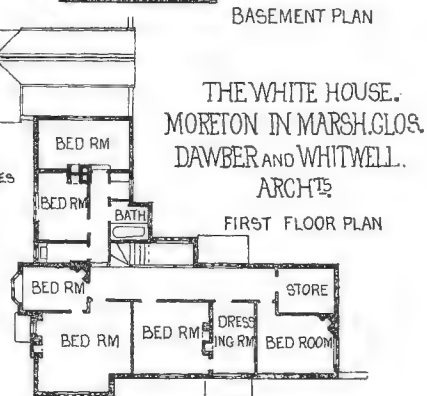 BASEMENT PLAN
THE WHITE HOUSE.
MORETON IN MARSH. GLOS.
DAWBER AND WHITWELL.
ARCHTS.
FIRST FLOOR PLAN
BED RM
ES
BED RM
BATH
BED RM
STORE
BED RM
BED RM
DRESS
ING RM
BED ROOM